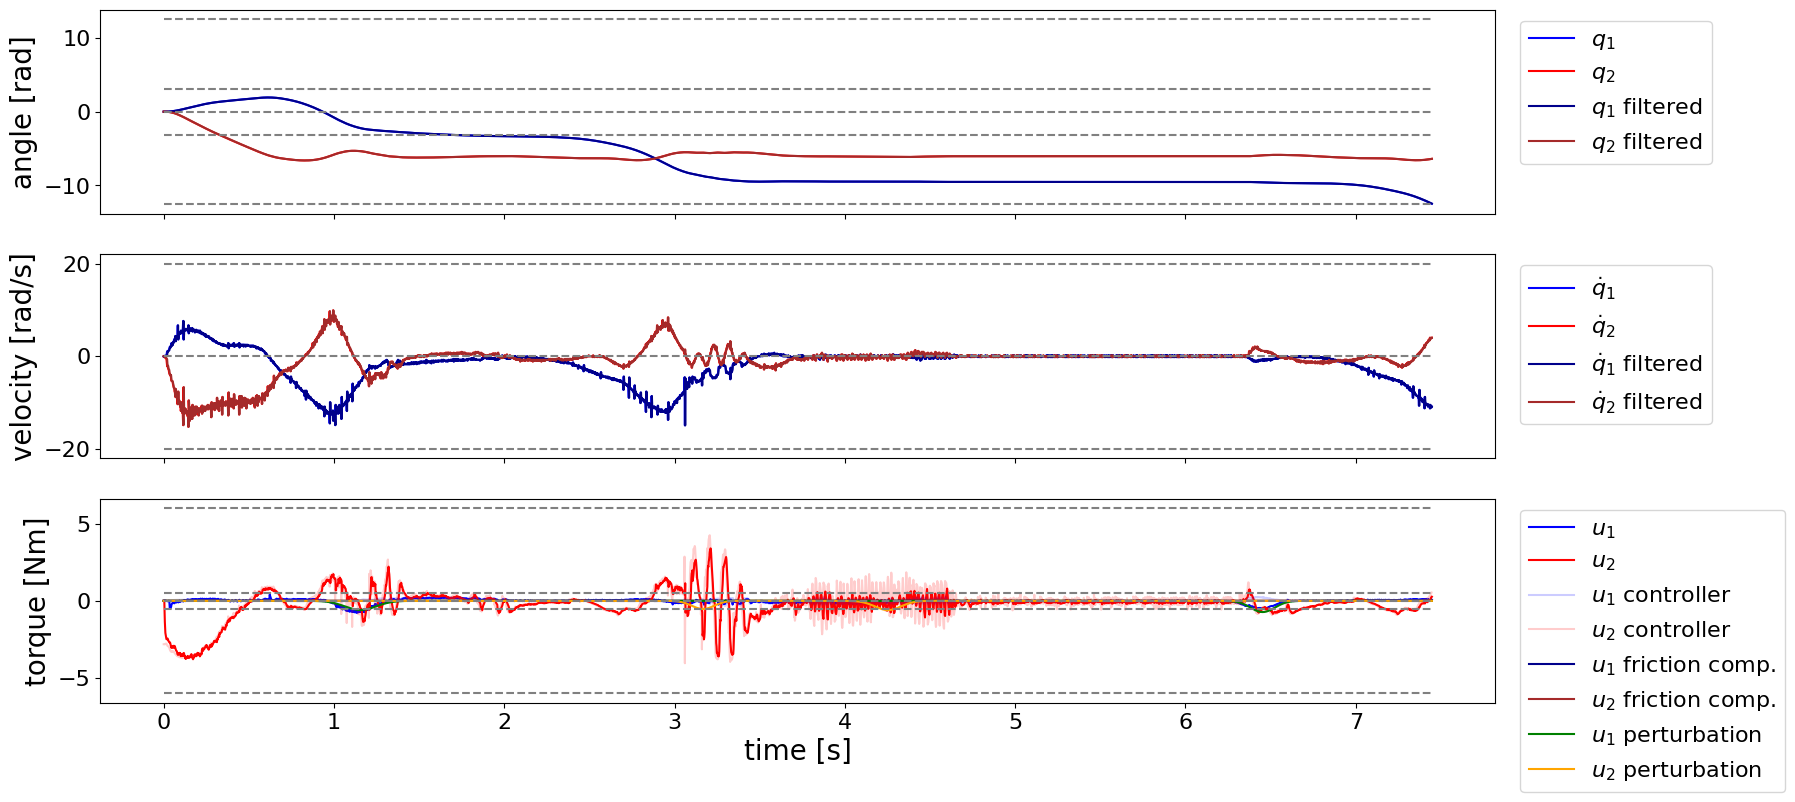 angle [rad]
10
0
−10
q₁
q₂
q₁ filtered
q₂ filtered
velocity [rad/s]
20
0
−20
q̇₁
q̇₂
q̇₁ filtered
q̇₂ filtered
torque [Nm]
5
0
−5
0 1 2 3 4 5 6 7
time [s]
u₁
u₂
u₁ controller
u₂ controller
u₁ friction comp.
u₂ friction comp.
u₁ perturbation
u₂ perturbation